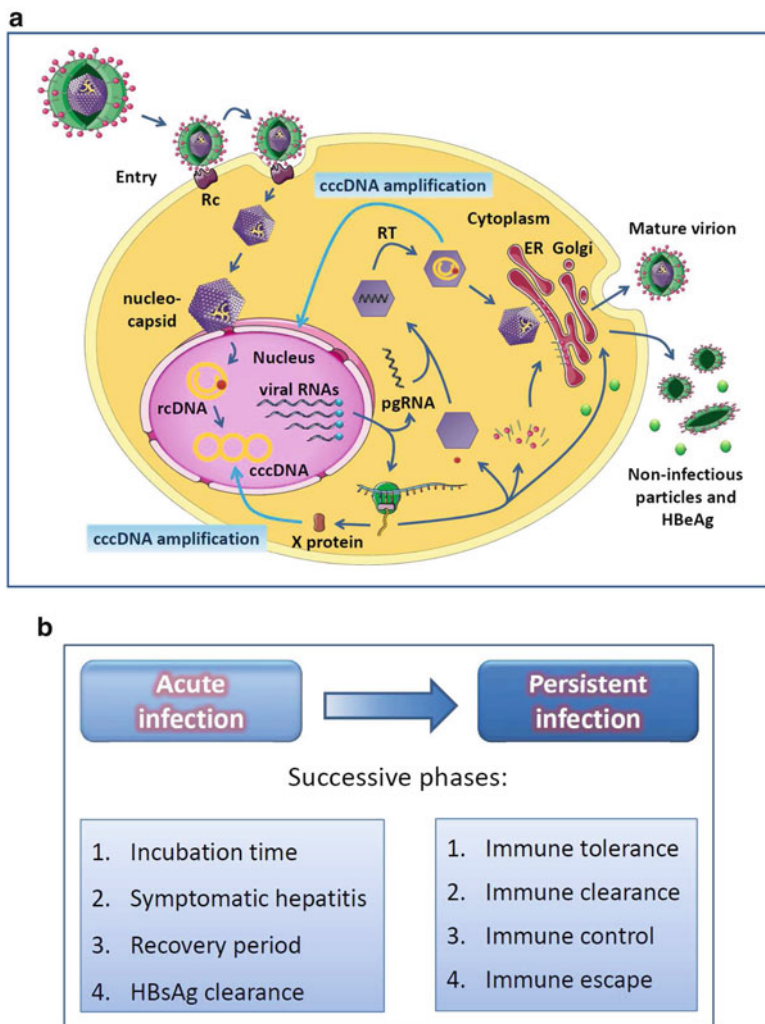 a
Entry
Rc
cccDNA amplification
Cytoplasm
RT
ER Golgi
Mature virion
nucleo-
capsid
Nucleus
rcDNA
viral RNAs
cccDNA
pgRNA
Non-infectious
particles and
HBeAg
cccDNA amplification
X protein
b
Acute
infection
Persistent
infection
Successive phases:
1. Incubation time
2. Symptomatic hepatitis
3. Recovery period
4. HBsAg clearance
1. Immune tolerance
2. Immune clearance
3. Immune control
4. Immune escape